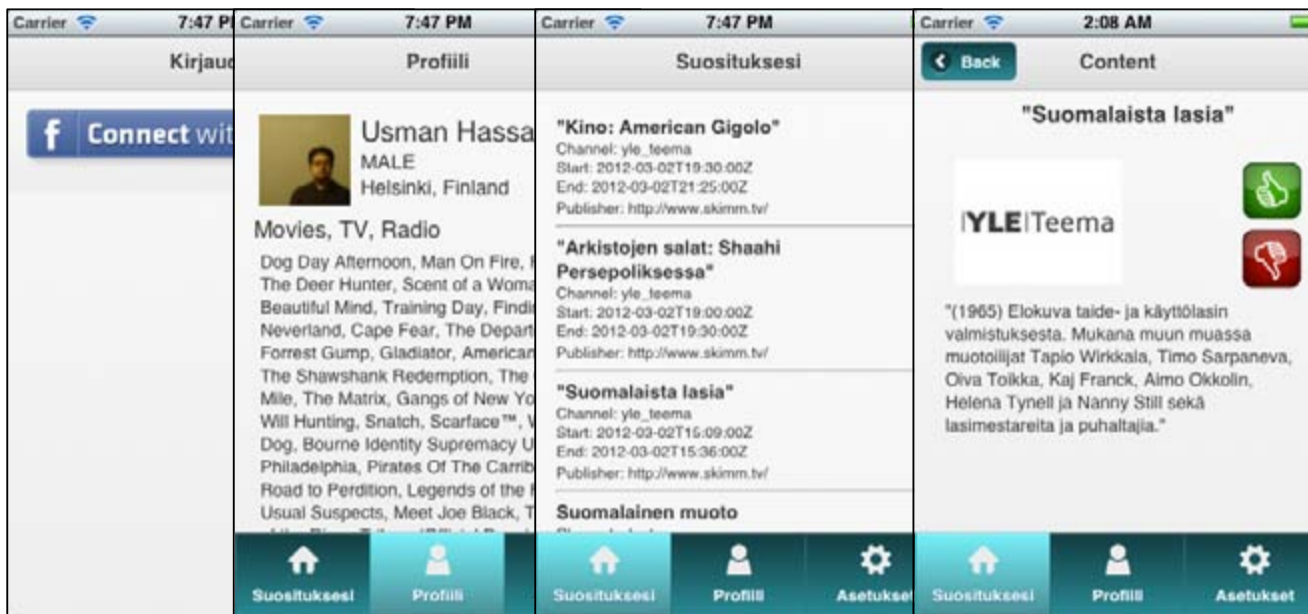 Carrier 7:47 P
Kirjauc
f Connect wit
Carrier 7:47 PM
Profiili
Usman Hassa
MALE
Helsinki, Finland
Movies, TV, Radio
Dog Day Afternoon, Man On Fire,
The Deer Hunter, Scent of a Woma
Beautiful Mind, Training Day, Findi
Neverland, Cape Fear, The Depart
Forrest Gump, Gladiator, American
The Shawshank Redemption, The
Mile, The Matrix, Gangs of New Yo
Will Hunting, Snatch, Scarface™,
Dog, Bourne Identity Supremacy U
Philadelphia, Pirates Of The Carrib
Road to Perdition, Legends of the
Usual Suspects, Meet Joe Black, T
Suosituksesi Profiili
Carrier 7:47 PM
Suosituksesi
"Kino: American Gigolo"
Channel: yle_teema
Start: 2012-03-02T19:30:00Z
End: 2012-03-02T21:25:00Z
Publisher: http://www.skimm.tv/
"Arkistojen salat: Shaahi
Persepoliksessa"
Channel: yle_teema
Start: 2012-03-02T19:00:00Z
End: 2012-03-02T19:30:00Z
Publisher: http://www.skimm.tv/
"Suomalaista lasia"
Channel: yle_teema
Start: 2012-03-02T15:09:00Z
End: 2012-03-02T15:36:00Z
Publisher: http://www.skimm.tv/
Suomalainen muoto
Suosituksesi Profiili Asetukset
Carrier 2:08 AM
Back Content
"Suomalaista lasia"
YLE Teema
"(1965) Elokuva taide- ja käyttölasin
valmistuksesta. Mukana muun muassa
muotoilijat Tapio Wirkkala, Timo Sarpaneva,
Oiva Toikka, Kaj Franck, Aimo Okkolin,
Helena Tynell ja Nanny Still sekä
lasimestareita ja puhaltajia."
Suosituksesi Profiili Asetukset